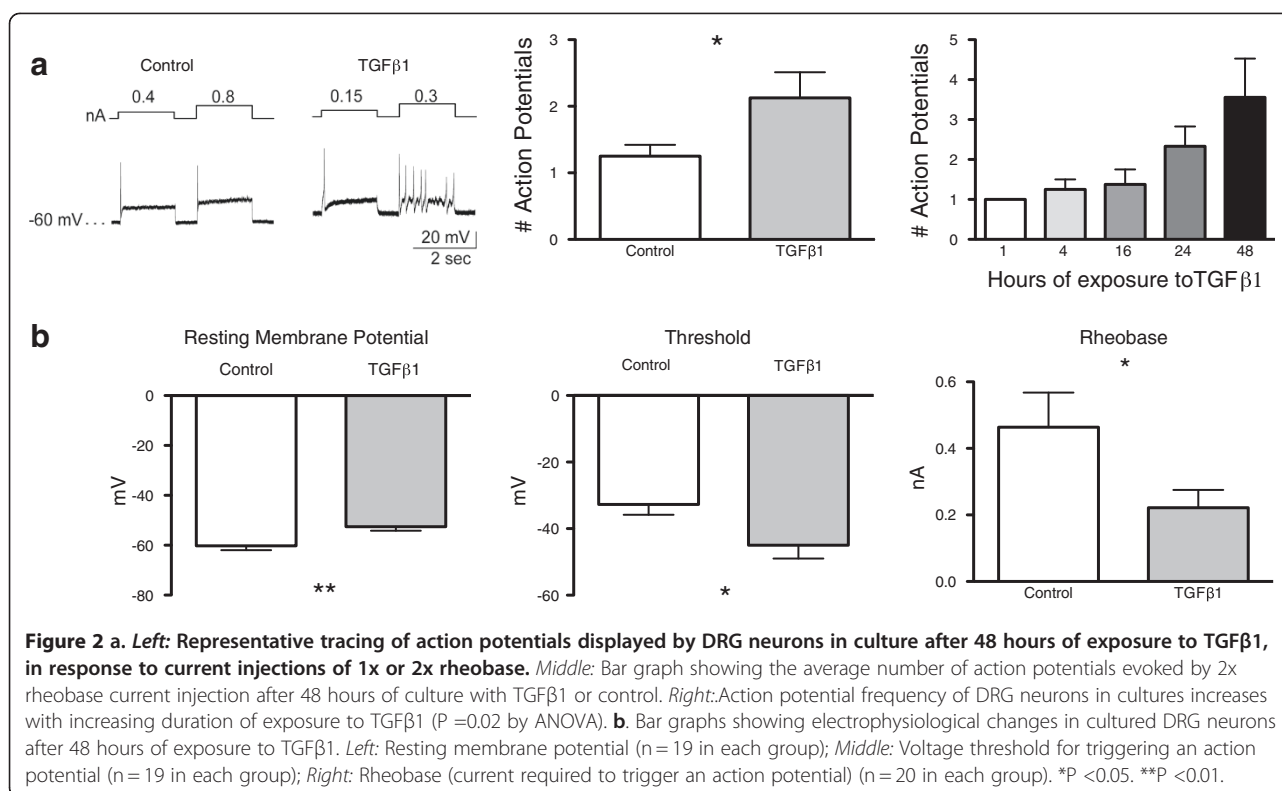 a
Control
TGFβ1
0.4
0.8
0.15
0.3
nA
-60 mV . . .
20 mV
2 sec
# Action Potentials
3
2
1
0
*
Control
TGFβ1
# Action Potentials
5
4
3
2
1
0
1
4
16
24
48
Hours of exposure toTGFβ1
b
Resting Membrane Potential
Control
TGFβ1
mV
0
-20
-40
-60
-80
**
Threshold
Control
TGFβ1
mV
0
-20
-40
-60
*
Rheobase
*
nA
0.6
0.4
0.2
0.0
Control
TGFβ1
Figure 2 a. Left: Representative tracing of action potentials displayed by DRG neurons in culture after 48 hours of exposure to TGFβ1,
in response to current injections of 1x or 2x rheobase. Middle: Bar graph showing the average number of action potentials evoked by 2x
rheobase current injection after 48 hours of culture with TGFβ1 or control. Right:.Action potential frequency of DRG neurons in cultures increases
with increasing duration of exposure to TGFβ1 (P =0.02 by ANOVA). b. Bar graphs showing electrophysiological changes in cultured DRG neurons
after 48 hours of exposure to TGFβ1. Left: Resting membrane potential (n = 19 in each group); Middle: Voltage threshold for triggering an action
potential (n = 19 in each group); Right: Rheobase (current required to trigger an action potential) (n = 20 in each group). *P <0.05. **P <0.01.